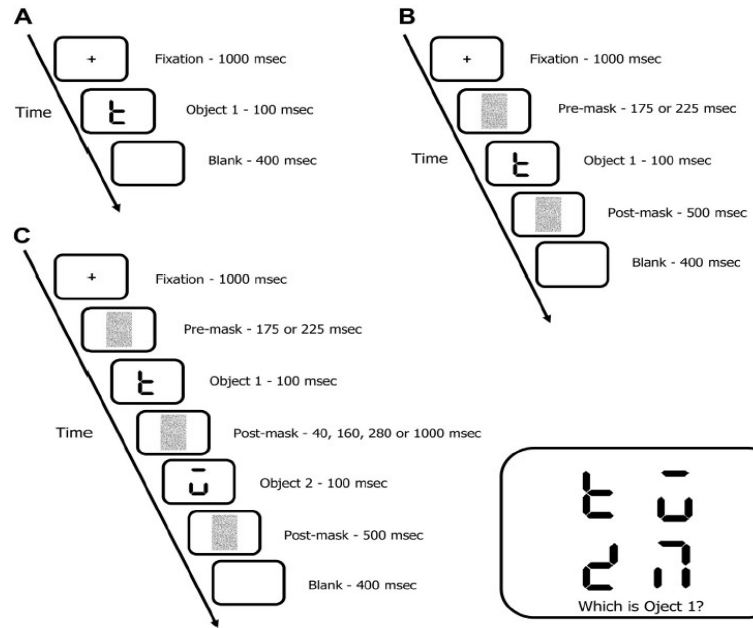 A
Fixation - 1000 msec
Time
Object 1 - 100 msec
Blank - 400 msec
B
Fixation - 1000 msec
Pre-mask - 175 or 225 msec
Time
Object 1 - 100 msec
Post-mask - 500 msec
Blank - 400 msec
C
Fixation - 1000 msec
Pre-mask - 175 or 225 msec
Object 1 - 100 msec
Time
Post-mask - 40, 160, 280 or 1000 msec
Object 2 - 100 msec
Post-mask - 500 msec
Blank - 400 msec
Which is Oject 1?